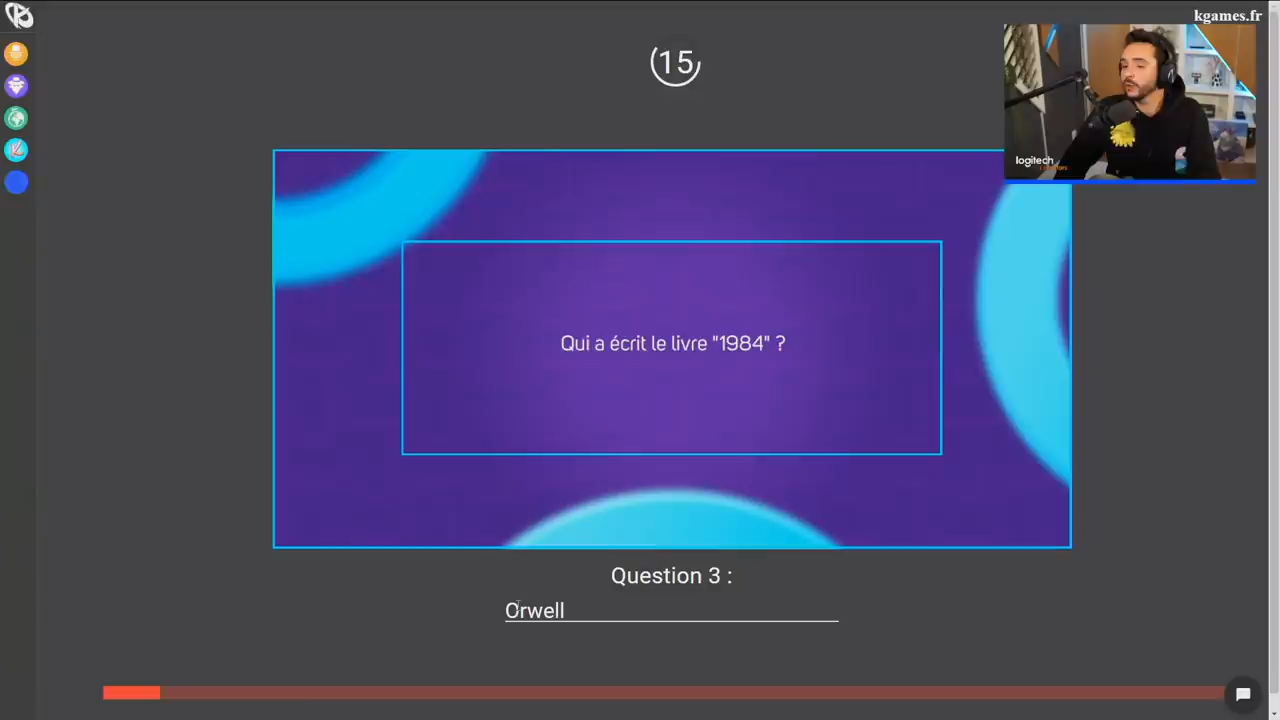 kgames.fr
15
logitech
Qui a écrit le livre "1984" ?
Question 3 :
Orwell